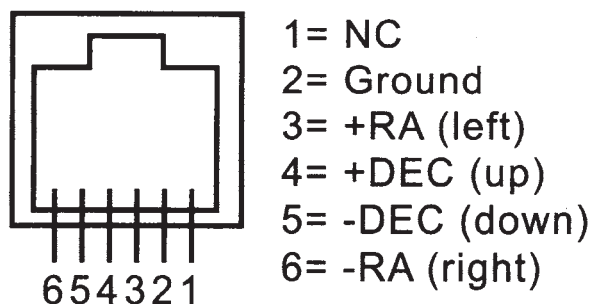 1= NC
2= Ground
3= +RA (left)
4= +DEC (up)
5= -DEC (down)
6= -RA (right)
654321